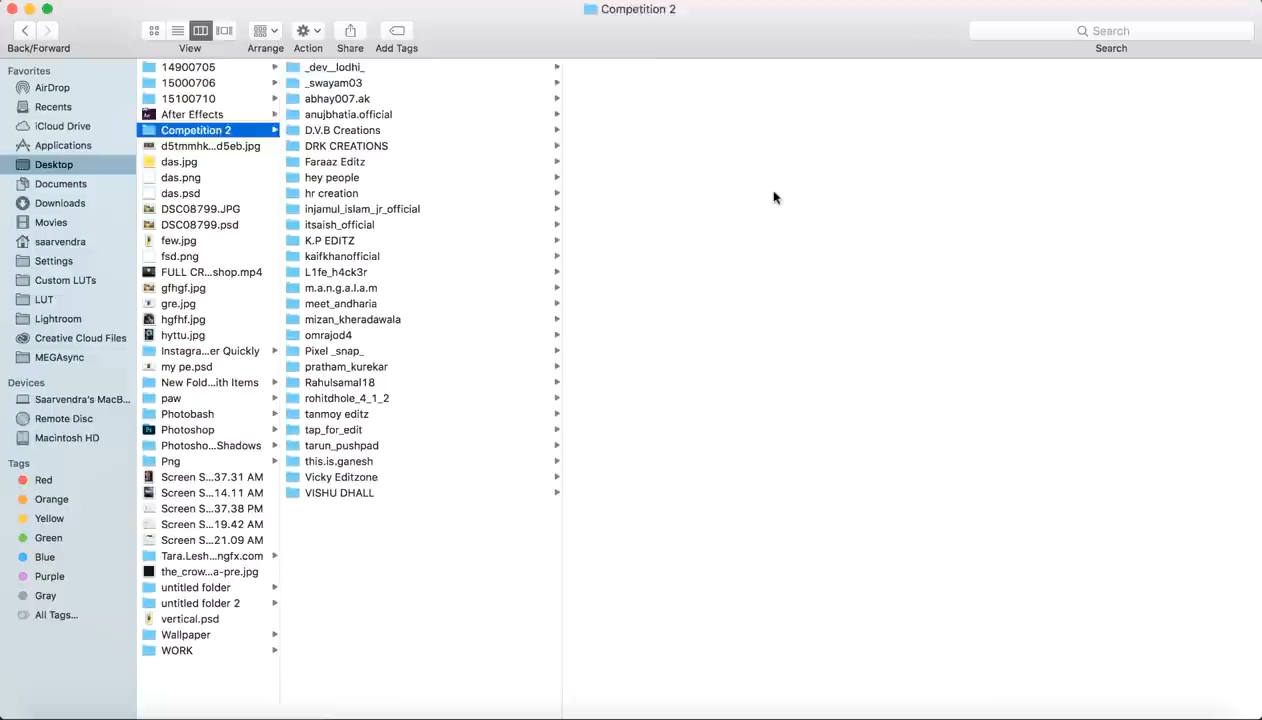 Competition 2
Back/Forward
View
Arrange
Action
Share
Add Tags
Search
Search
Favorites
AirDrop
Recents
iCloud Drive
Applications
Desktop
Documents
Downloads
Movies
saarvendra
Settings
Custom LUTs
LUT
Lightroom
Creative Cloud Files
MEGAsync
Devices
Saarvendra's MacB...
Remote Disc
Macintosh HD
Tags
Red
Orange
Yellow
Green
Blue
Purple
Gray
All Tags...
14900705
15000706
15100710
After Effects
Competition 2
d5tmmhk...d5eb.jpg
das.jpg
das.png
das.psd
DSC08799.JPG
DSC08799.psd
few.jpg
fsd.png
FULL CR...shop.mp4
gfhgf.jpg
gre.jpg
hgfhf.jpg
hyttu.jpg
Instagra...er Quickly
my pe.psd
New Fold...ith Items
paw
Photobash
Photoshop
Photosho...Shadows
Png
Screen S...37.31 AM
Screen S...14.11 AM
Screen S...37.38 PM
Screen S...19.42 AM
Screen S...21.09 AM
Tara.Lesh...ngfx.com
the_crow...a-pre.jpg
untitled folder
untitled folder 2
vertical.psd
Wallpaper
WORK
_dev__lodhi_
_swayam03
abhay007.ak
anujbhatia.official
D.V.B Creations
DRK CREATIONS
Faraaz Editz
hey people
hr creation
injamul_islam_jr_official
itsaish_official
K.P EDITZ
kaifkhanofficial
L1fe_h4ck3r
m.a.n.g.a.l.a.m
meet_andharia
mizan_kheradawala
omrajod4
Pixel _snap_
pratham_kurekar
Rahulsamal18
rohitdhole_4_1_2
tanmoy editz
tap_for_edit
tarun_pushpad
this.is.ganesh
Vicky Editzone
VISHU DHALL